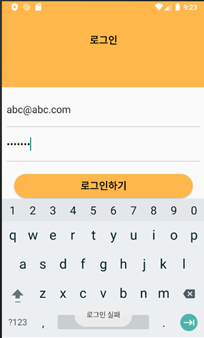 9:23
로그인
abc@abc.com
•••••••
로그인하기
1 2 3 4 5 6 7 8 9 0
q w e r t y u i o p
a s d f g h j k l
z x c v b n m
로그인 실패
?123 , .